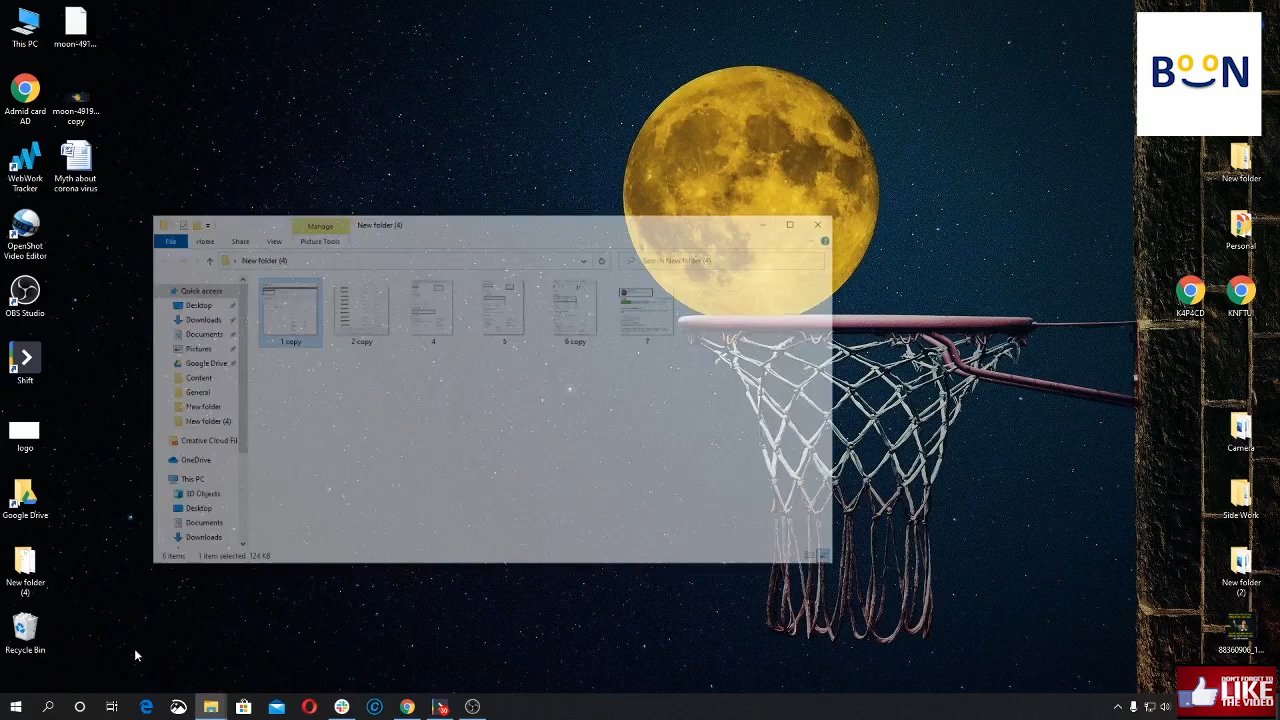 This PC
moon-491...
Admid card
AD
moon-4919...
copy
WebWork
Tracker
Myth about
corona virus
OpenShot
Video Editor
OBS Studio
Shift
logo
Google Drive
New folder
(4)
Recycle Bin
Manage
New folder (4)
File
Home
Share
View
Picture Tools
New folder (4)
Search New folder (4)
Quick access
Desktop
Downloads
Documents
Pictures
Google Drive
Content
General
New folder
New folder (4)
Creative Cloud Fil
OneDrive
This PC
3D Objects
Desktop
Documents
Downloads
1 copy
2 copy
4
5
6 copy
7
6 items
1 item selected
324 KB
BooN
New folder
Personal
K4P4CD
KNFTU
Camera
Side Work
New folder
(2)
88360906_1...
30
DON'T FORGET TO
LIKE
THE VIDEO